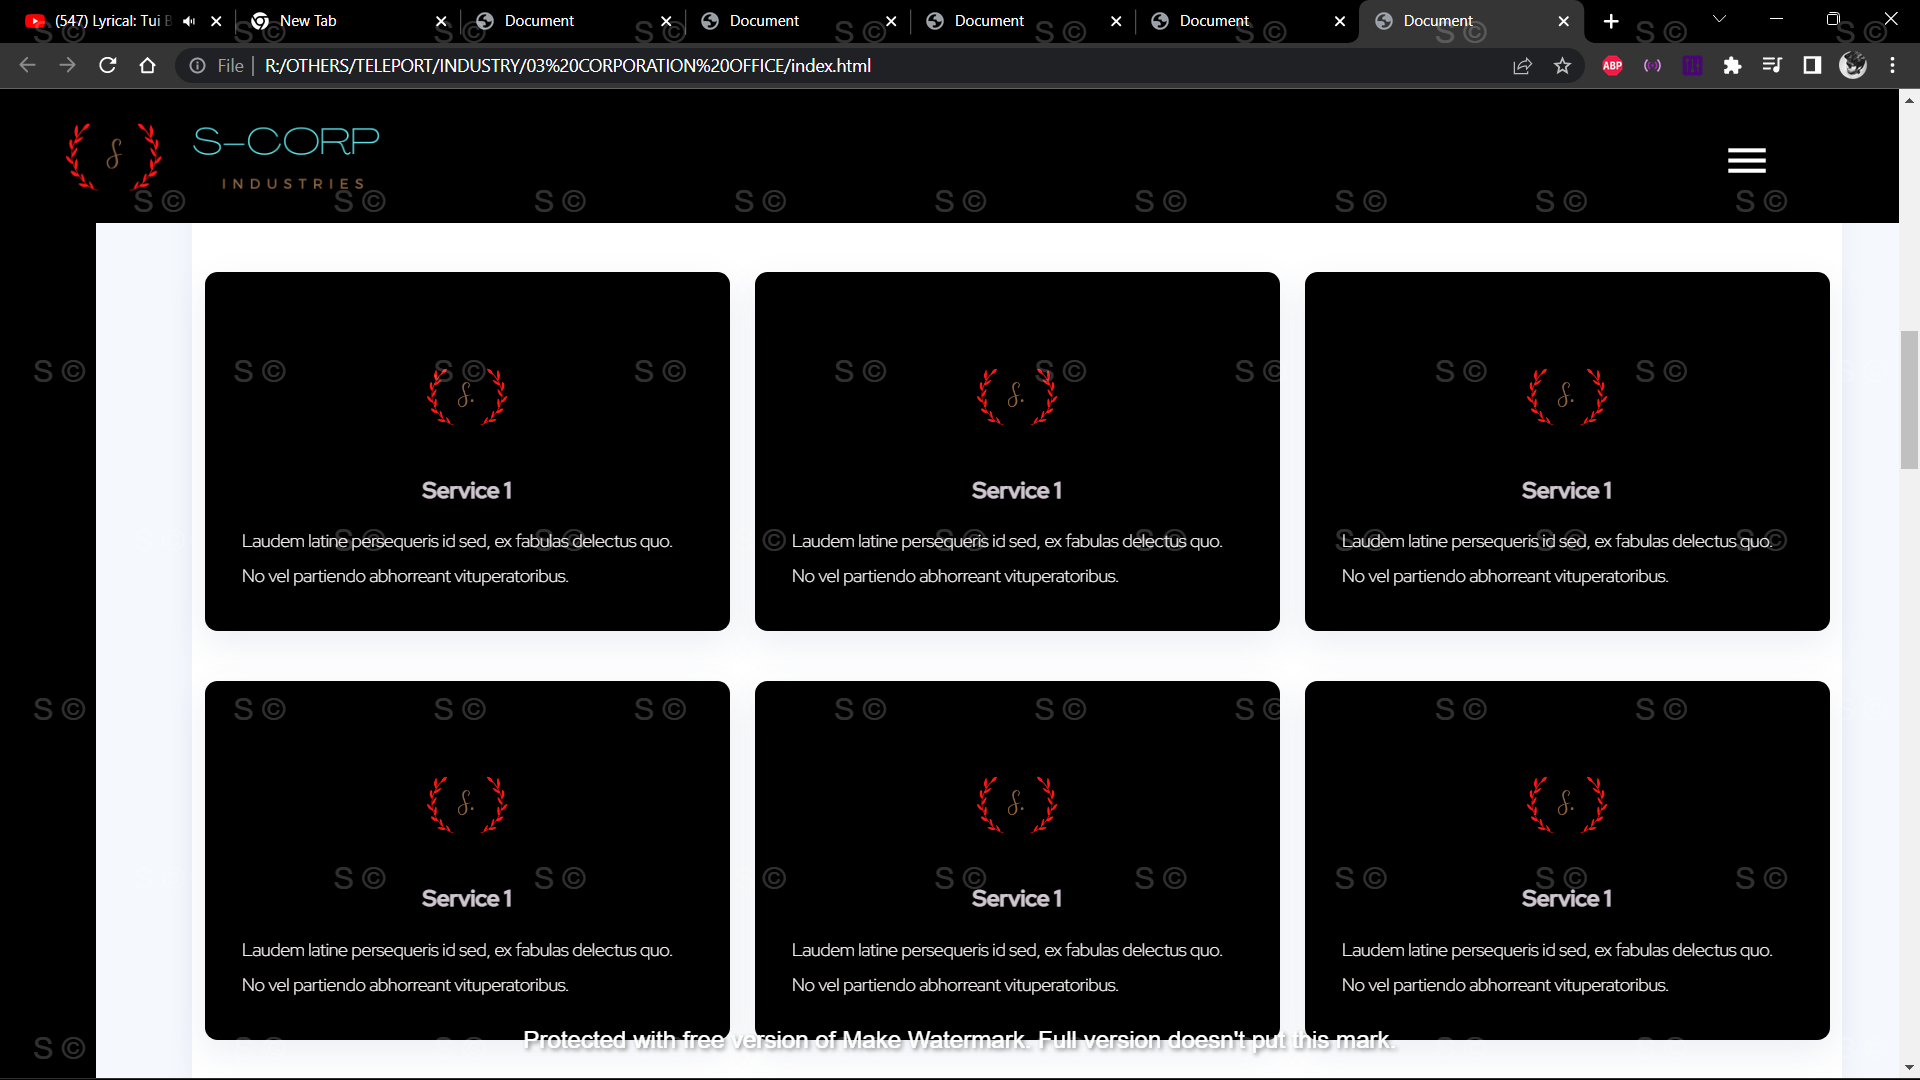 (547) Lyrical: Tui B
New Tab
Document
Document
Document
Document
Document
File
R:/OTHERS/TELEPORT/INDUSTRY/03%20CORPORATION%20OFFICE/index.html
ABP
S
S-CORP
INDUSTRIES
S.
S.
S.
Service 1
Service 1
Service 1
Laudem latine persequeris id sed, ex fabulas delectus quo.
No vel partiendo abhorreant vituperatoribus.
Laudem latine persequeris id sed, ex fabulas delectus quo.
No vel partiendo abhorreant vituperatoribus.
Laudem latine persequeris id sed, ex fabulas delectus quo.
No vel partiendo abhorreant vituperatoribus.
S.
S.
S.
Service 1
Service 1
Service 1
Laudem latine persequeris id sed, ex fabulas delectus quo.
No vel partiendo abhorreant vituperatoribus.
Laudem latine persequeris id sed, ex fabulas delectus quo.
No vel partiendo abhorreant vituperatoribus.
Laudem latine persequeris id sed, ex fabulas delectus quo.
No vel partiendo abhorreant vituperatoribus.
S ©
Protected with free version of Make Watermark. Full version doesn't put this mark.